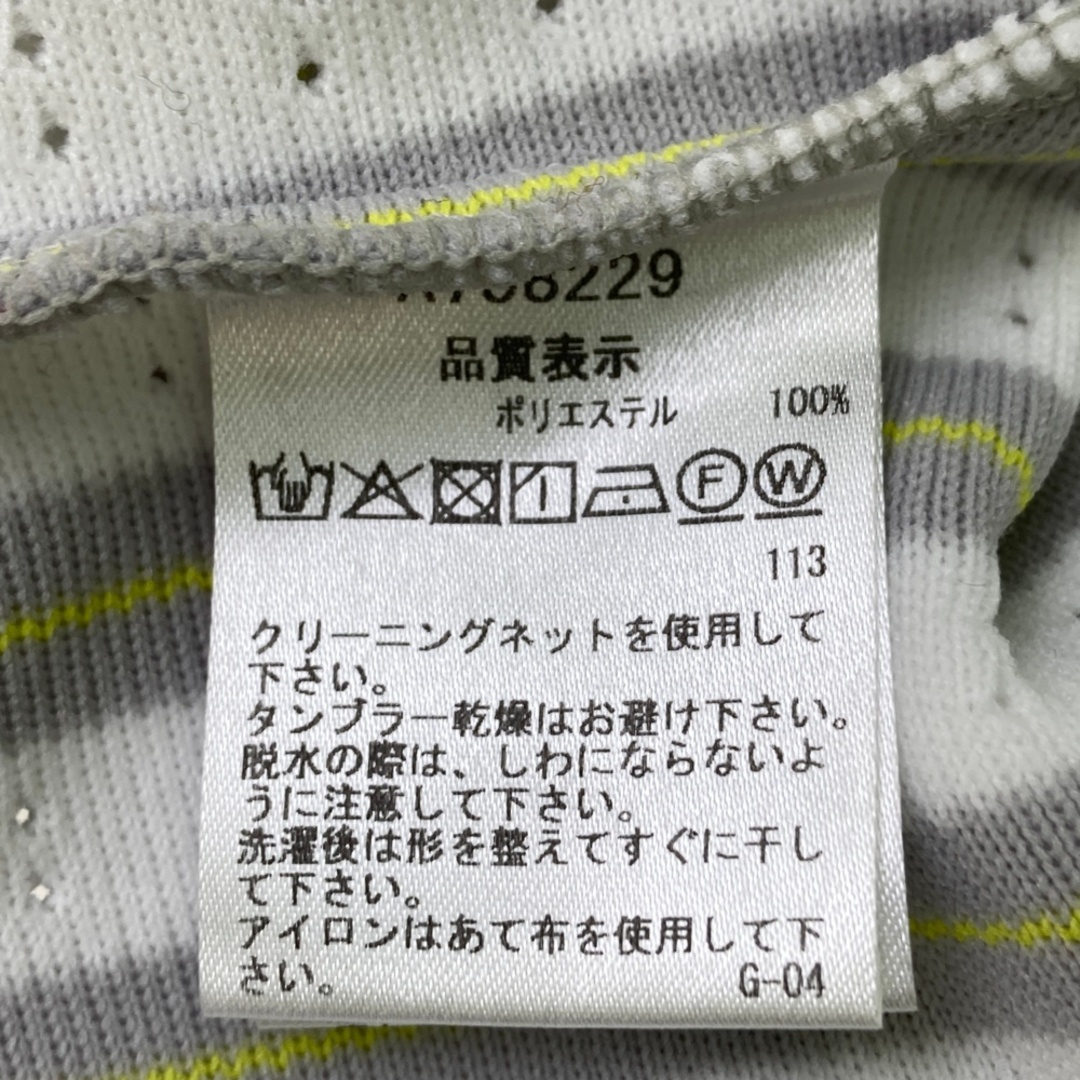 品質表示
ポリエステル 100%
F W
113
クリーニングネットを使用して
下さい。
タンブラー乾燥はお避け下さい。
脱水の際は、しわにならないよ
うに注意して下さい。
洗濯後は形を整えてすぐに干し
て下さい。
アイロンはあて布を使用して下
さい。 G-04